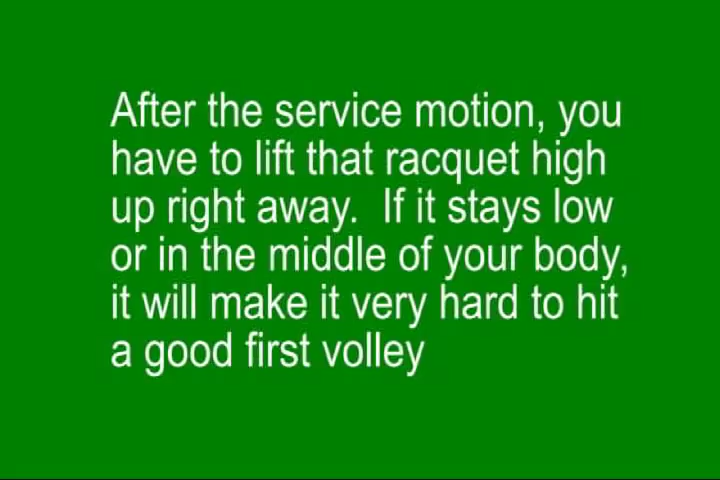 After the service motion, you
have to lift that racquet high
up right away.  If it stays low
or in the middle of your body,
it will make it very hard to hit
a good first volley